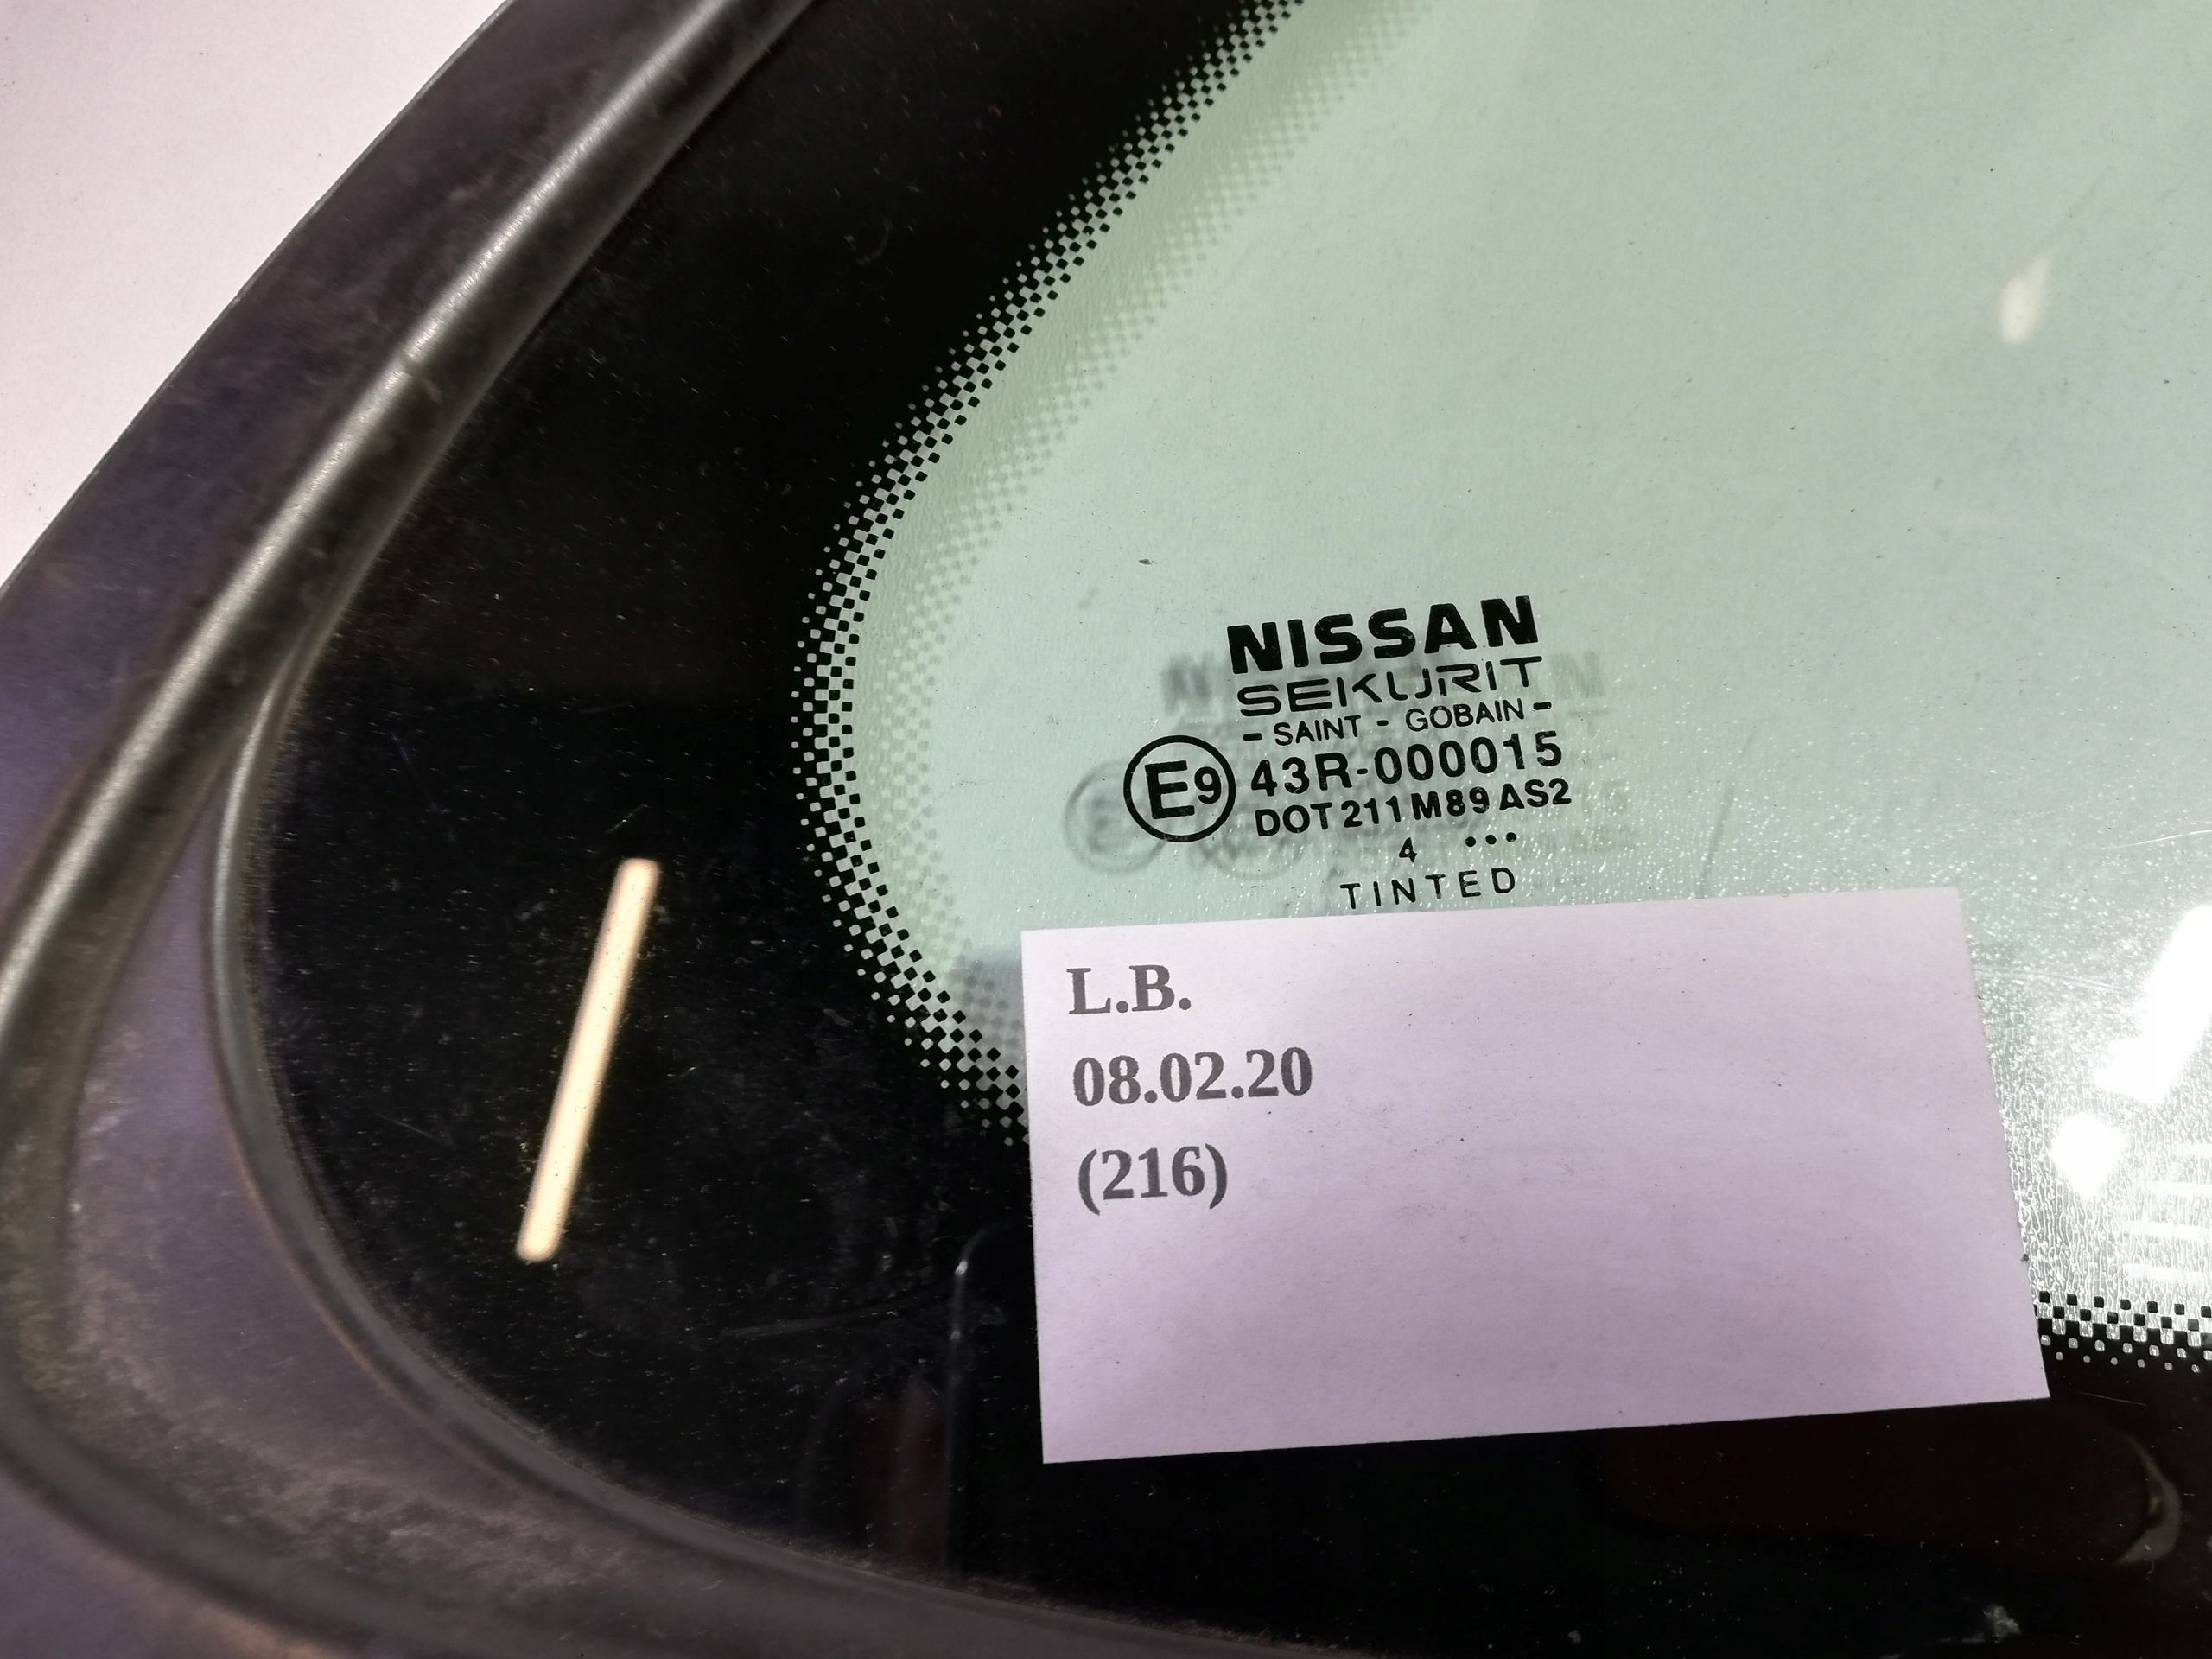 NISSAN
SEKURIT
- SAINT - GOBAIN -
E9 43R-000015
DOT 211 M89 AS2
4 •••
TINTED
L.B.
08.02.20
(216)